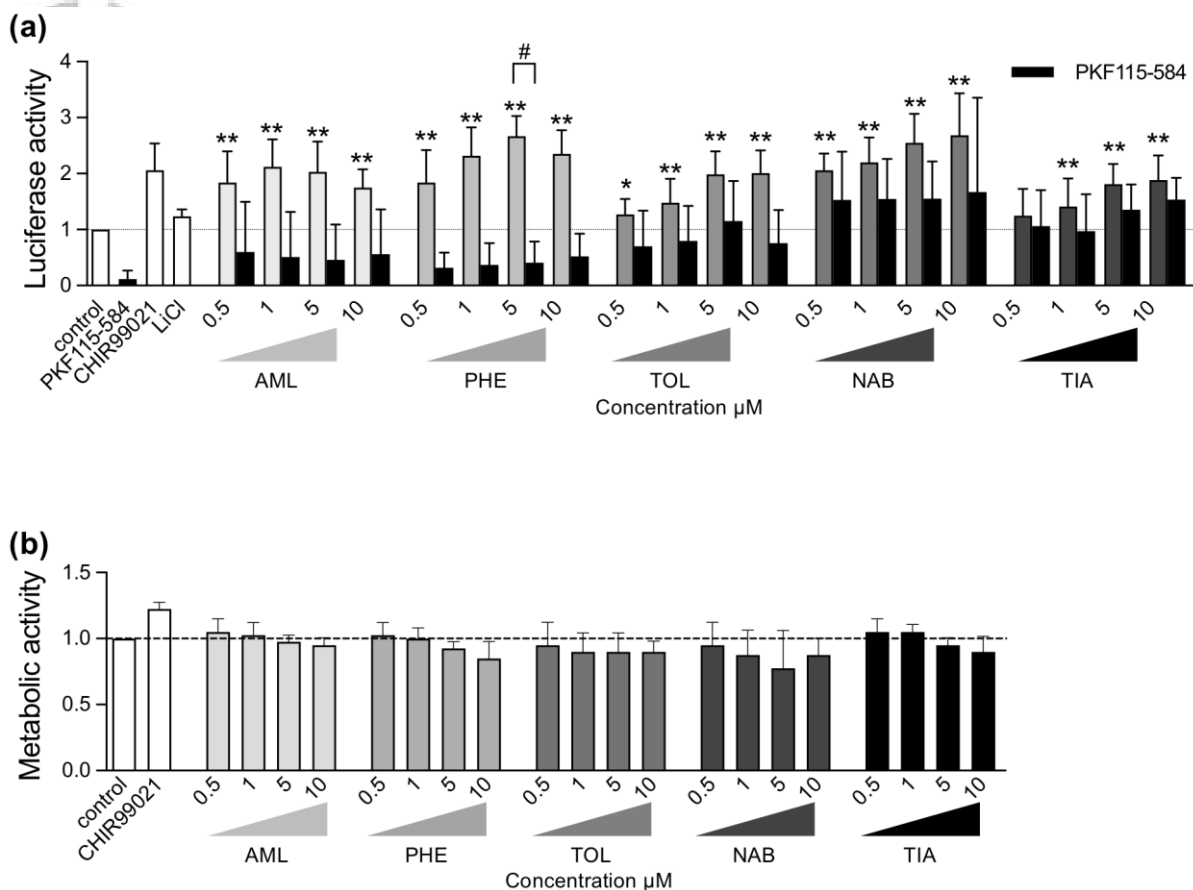 (a)
#
PKF115-584
4
3
2
1
0
Luciferase activity
** ** ** ** ** ** ** ** * ** ** ** ** ** ** ** ** ** **
control PKF115-584 CHIR99021 LiCl 0.5 1 5 10 0.5 1 5 10 0.5 1 5 10 0.5 1 5 10 0.5 1 5 10
AML PHE TOL NAB TIA
Concentration µM
(b)
1.5
1.0
0.5
0.0
Metabolic activity
control CHIR99021 0.5 1 5 10 0.5 1 5 10 0.5 1 5 10 0.5 1 5 10 0.5 1 5 10
AML PHE TOL NAB TIA
Concentration µM